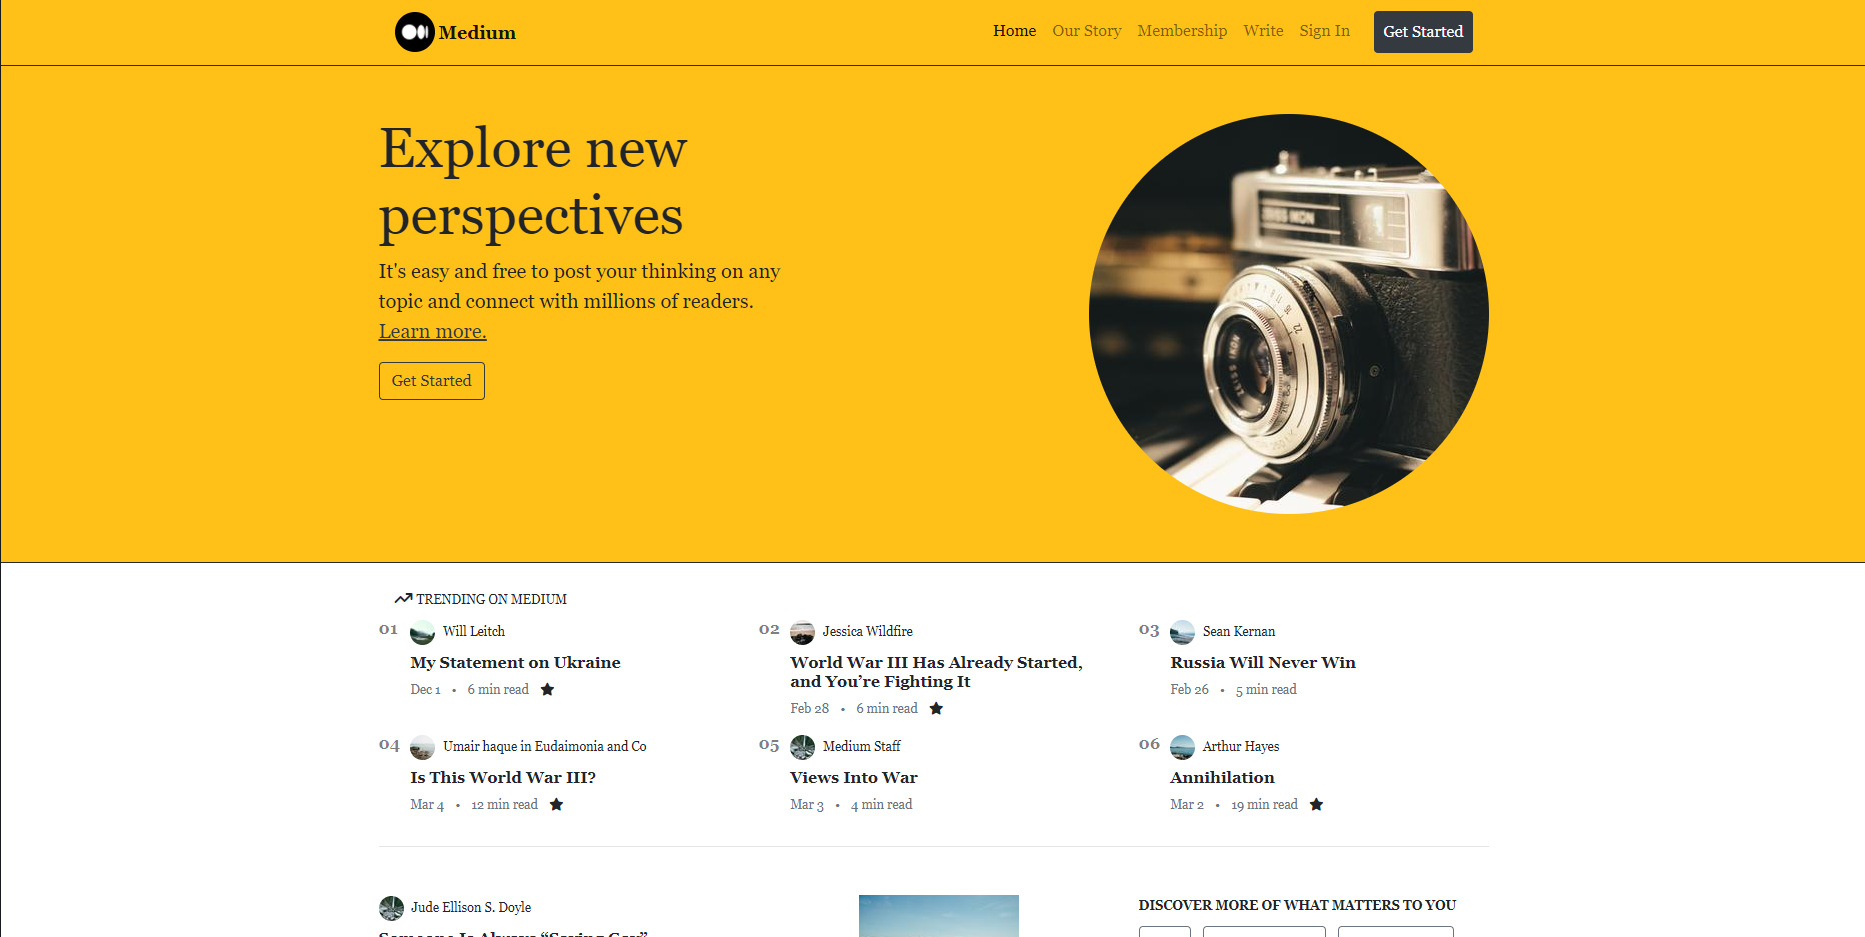 Medium
Home Our Story Membership Write Sign In Get Started
Explore new
perspectives
It's easy and free to post your thinking on any
topic and connect with millions of readers.
Learn more.
Get Started
TRENDING ON MEDIUM
01 Will Leitch
My Statement on Ukraine
Dec 1 • 6 min read
02 Jessica Wildfire
World War III Has Already Started,
and You’re Fighting It
Feb 28 • 6 min read
03 Sean Kernan
Russia Will Never Win
Feb 26 • 5 min read
04 Umair haque in Eudaimonia and Co
Is This World War III?
Mar 4 • 12 min read
05 Medium Staff
Views Into War
Mar 3 • 4 min read
06 Arthur Hayes
Annihilation
Mar 2 • 19 min read
Jude Ellison S. Doyle
Someone Is Always “Saying Gay”
DISCOVER MORE OF WHAT MATTERS TO YOU